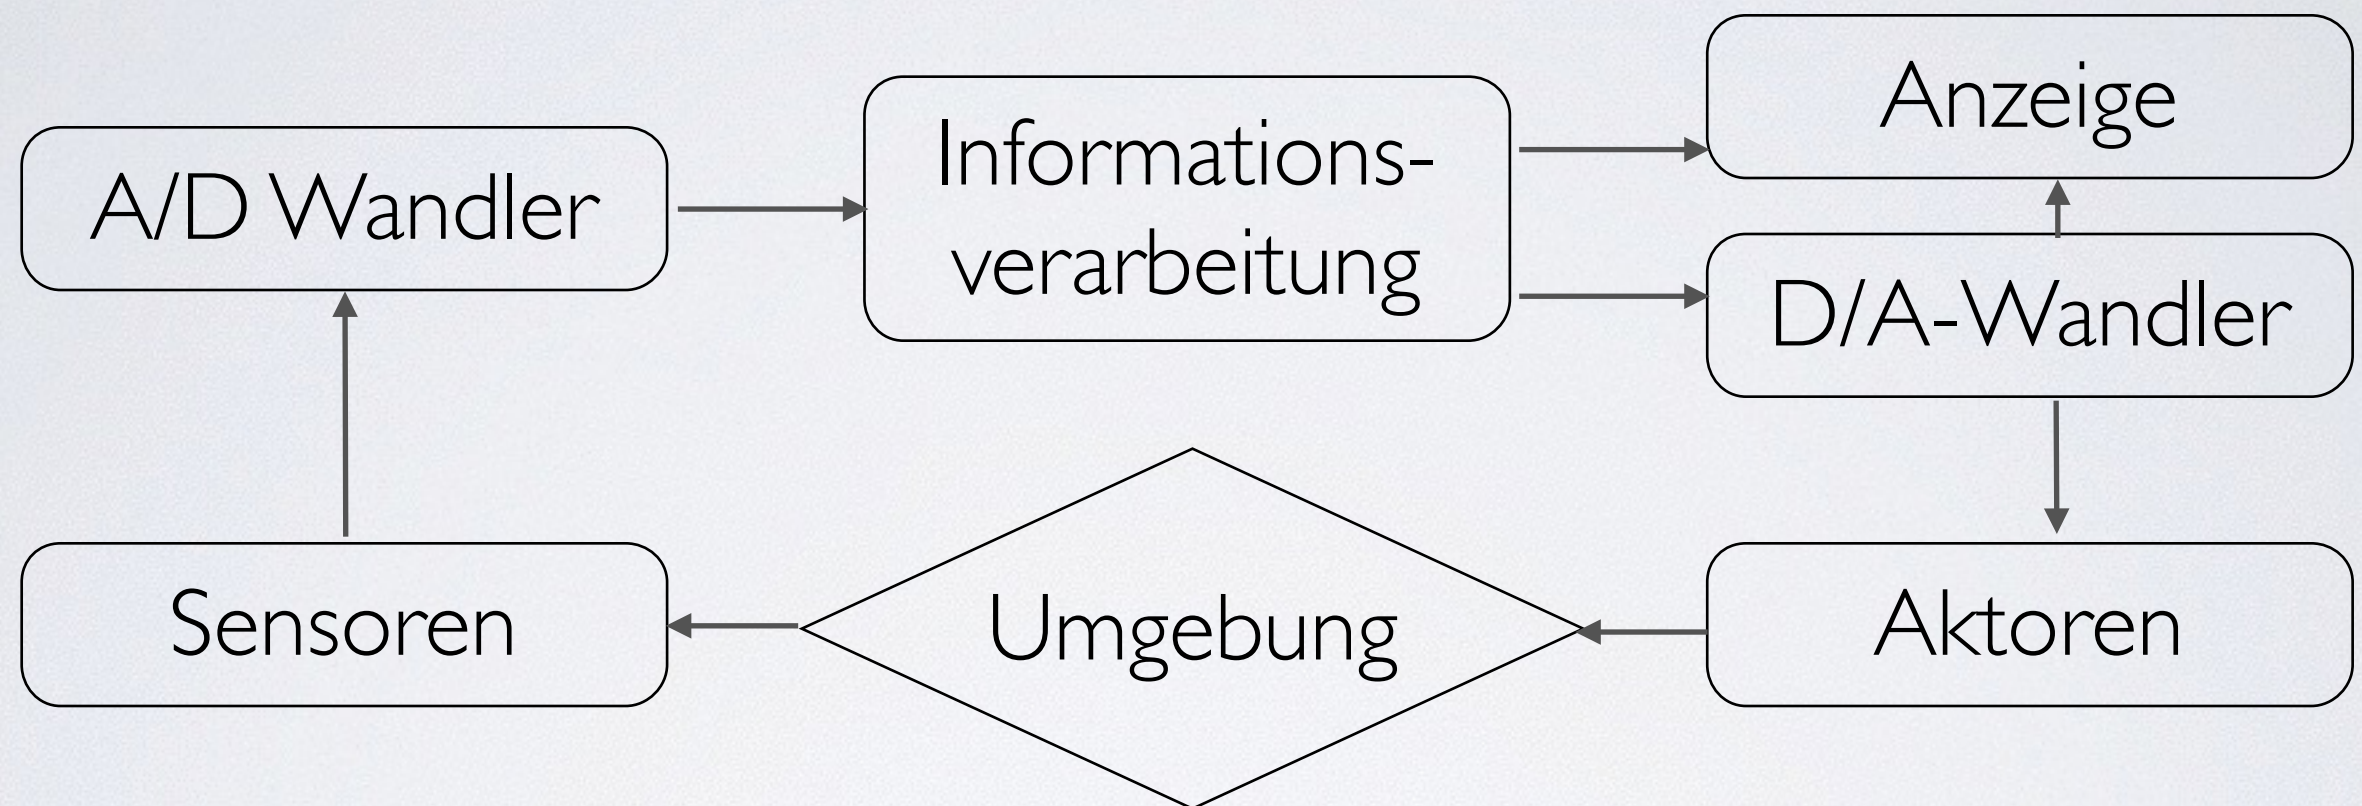 Anzeige
A/D Wandler
Informations-
verarbeitung
D/A-Wandler
Sensoren
Umgebung
Aktoren